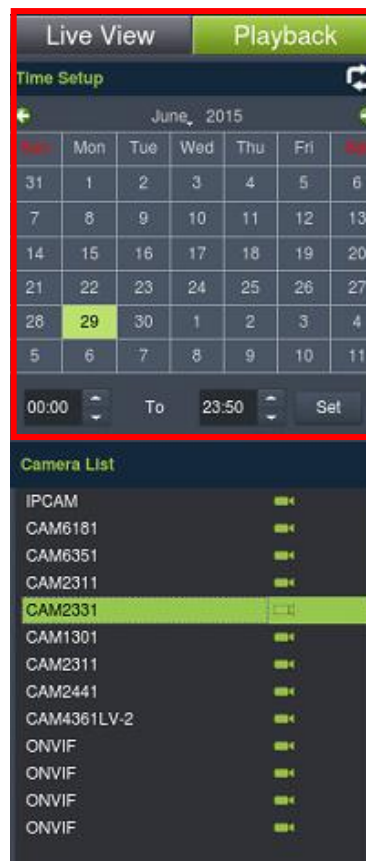 Live View Playback
Time Setup
June, 2015
Mon Tue Wed Thu Fri
31 1 2 3 4 5 6
7 8 9 10 11 12 13
14 15 16 17 18 19 20
21 22 23 24 25 26 27
28 29 30 1 2 3 4
5 6 7 8 9 10 11
00:00 To 23:50 Set
Camera List
IPCAM
CAM6181
CAM6351
CAM2311
CAM2331
CAM1301
CAM2311
CAM2441
CAM4361LV-2
ONVIF
ONVIF
ONVIF
ONVIF